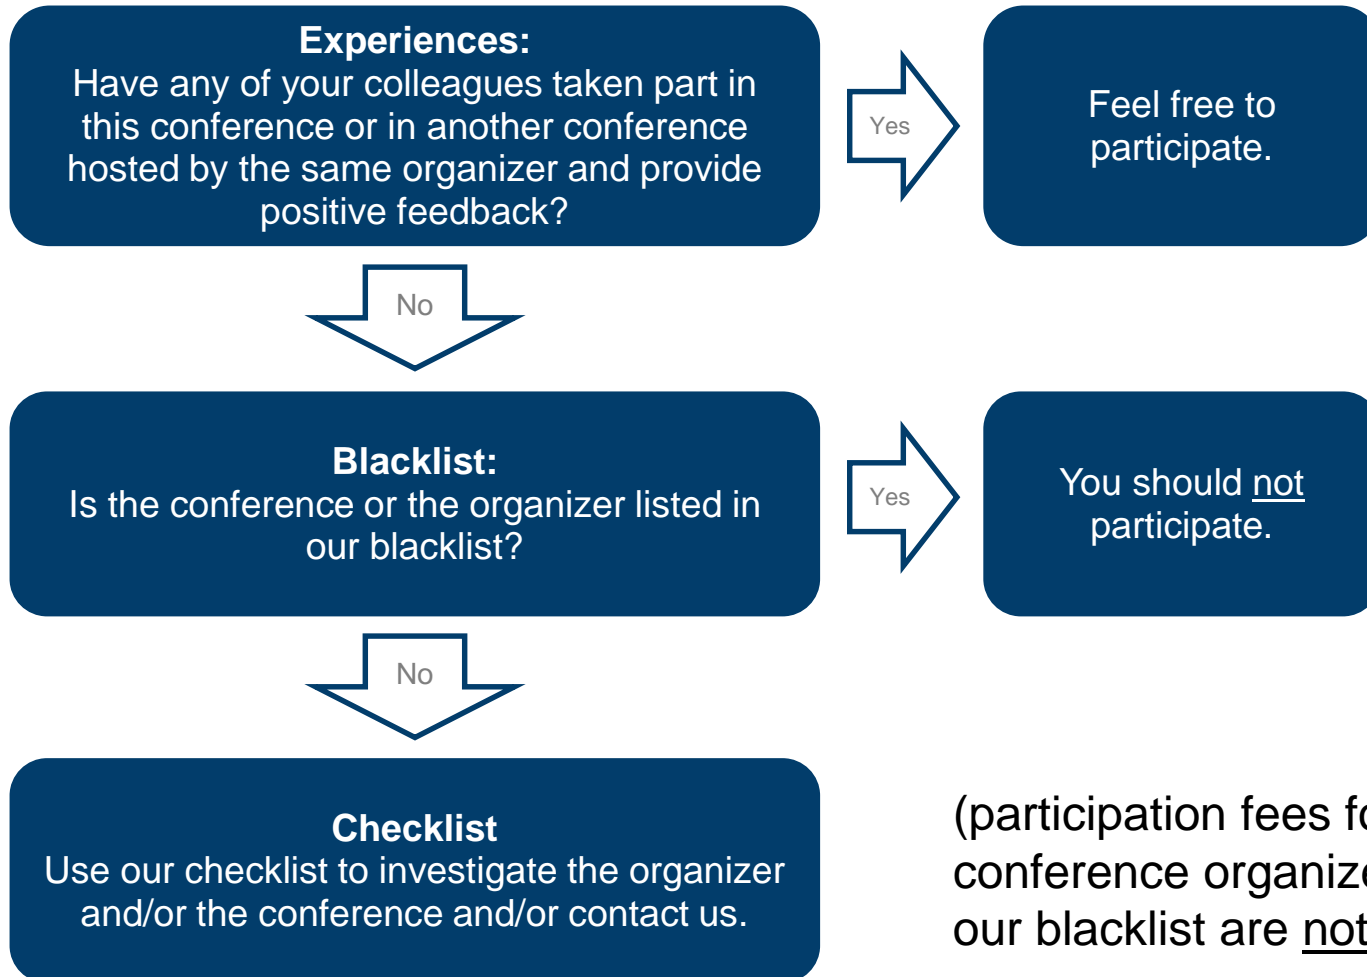 Experiences:
Have any of your colleagues taken part in
this conference or in another conference
hosted by the same organizer and provide
positive feedback?
Yes
Feel free to
participate.
No
Blacklist:
Is the conference or the organizer listed in
our blacklist?
Yes
You should not
participate.
No
Checklist
Use our checklist to investigate the organizer
and/or the conference and/or contact us.
(participation fees
conference
our blacklist are not